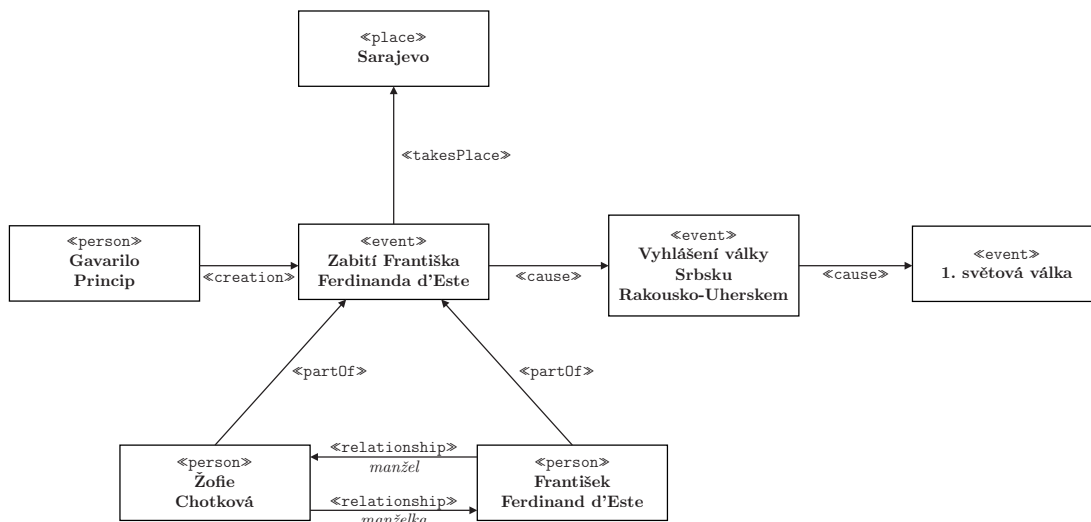 ≪place≫
Sarajevo
≪takesPlace≫
≪person≫
Gavarilo
Princip
≪creation≫
≪event≫
Zabití Františka
Ferdinanda d'Este
≪cause≫
≪event≫
Vyhlášení války
Srbsku
Rakousko-Uherskem
≪cause≫
≪event≫
1. světová válka
≪partOf≫
≪partOf≫
≪person≫
Žofie
Chotková
≪relationship≫
manžel
≪relationship≫
manželka
≪person≫
František
Ferdinand d'Este